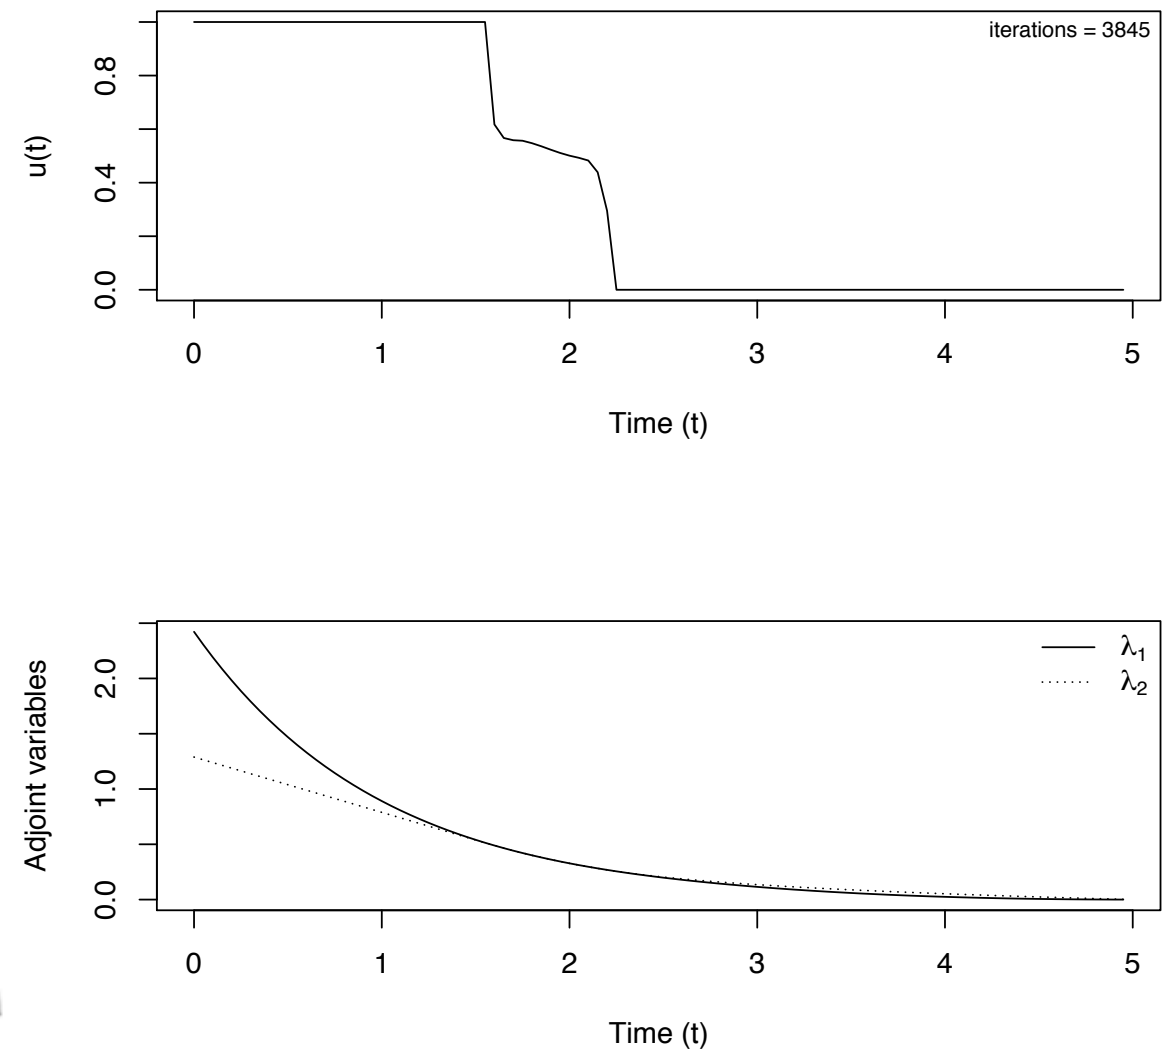 iterations = 3845
0.8
0.4
0.0
u(t)
0 1 2 3 4 5
Time (t)
λ1
λ2
2.0
1.0
0.0
Adjoint variables
0 1 2 3 4 5
Time (t)